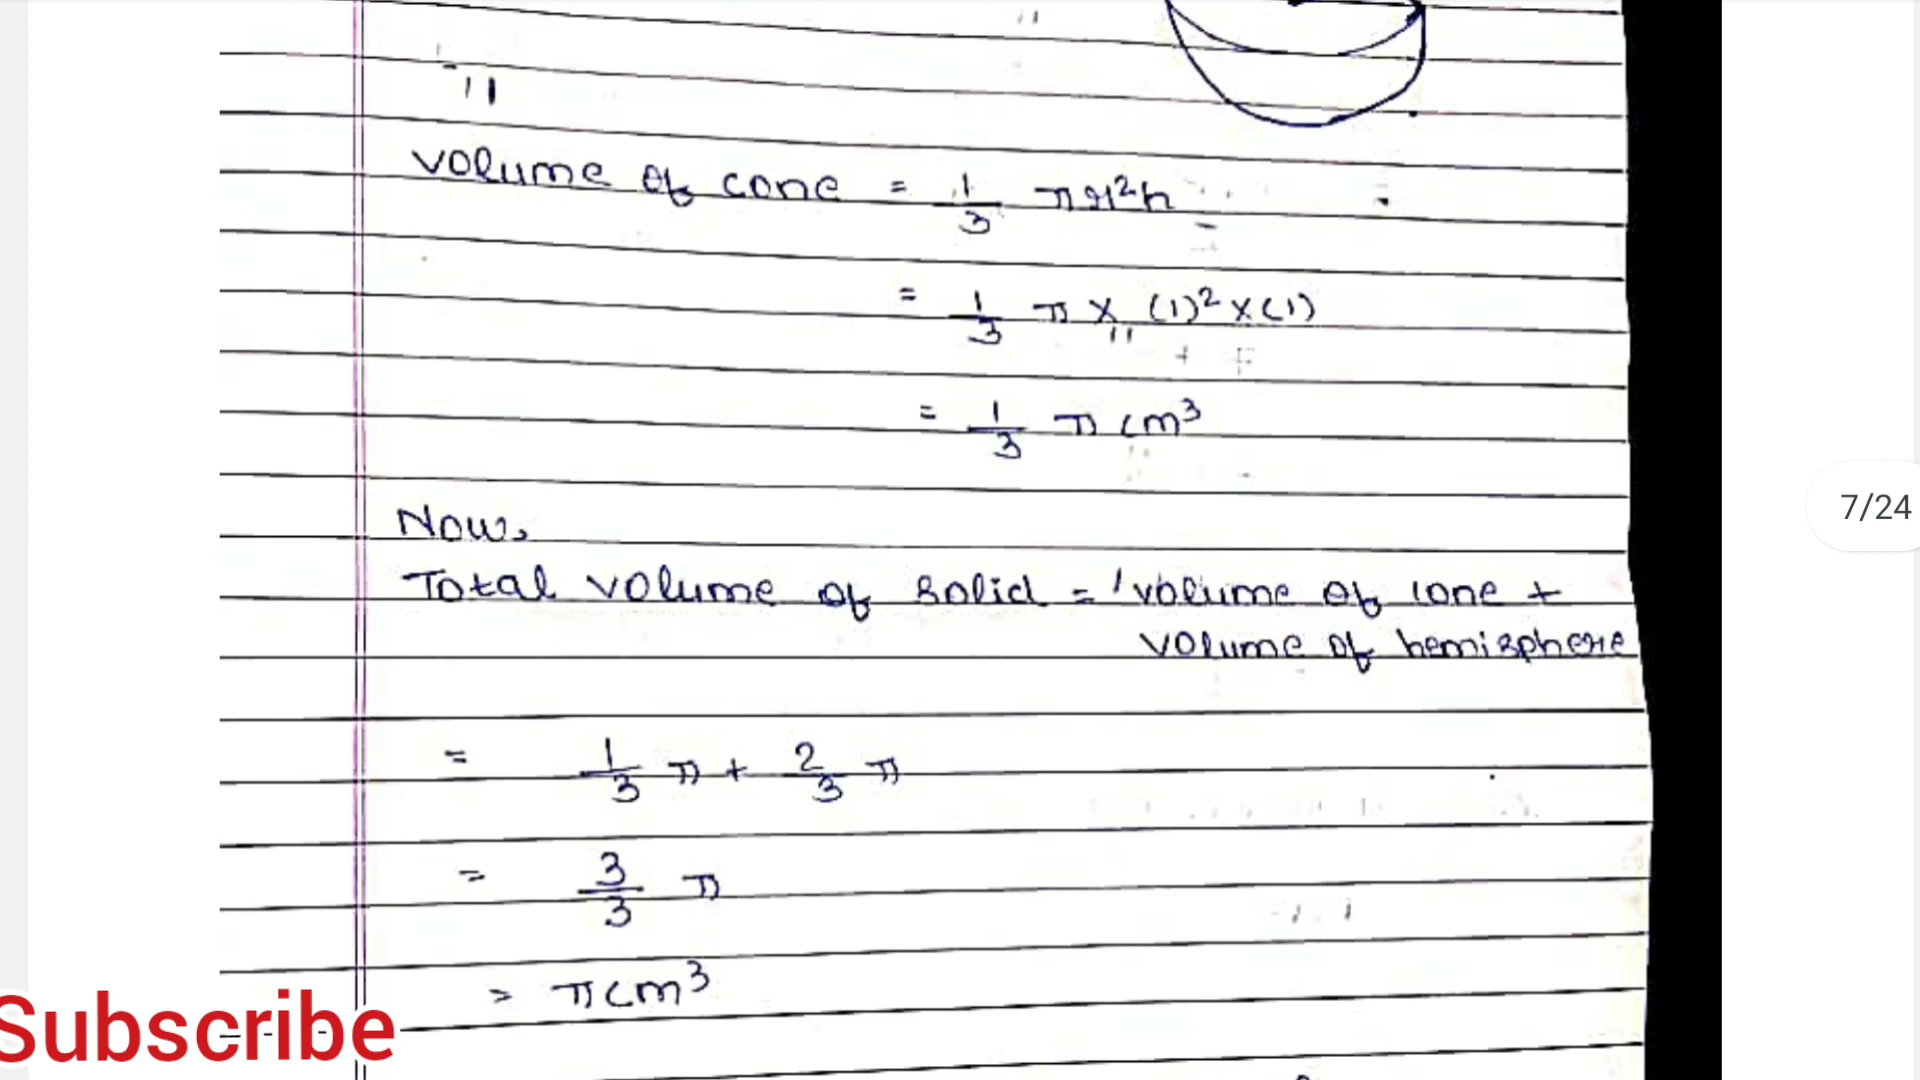 volume of cone = 1/3 πr²h
= 1/3 π × (1)² × (1)
= 1/3 π cm³
Now,
Total volume of solid = volume of cone +
volume of hemisphere
= 1/3 π + 2/3 π
= 3/3 π
= π cm³
7/24
Subscribe